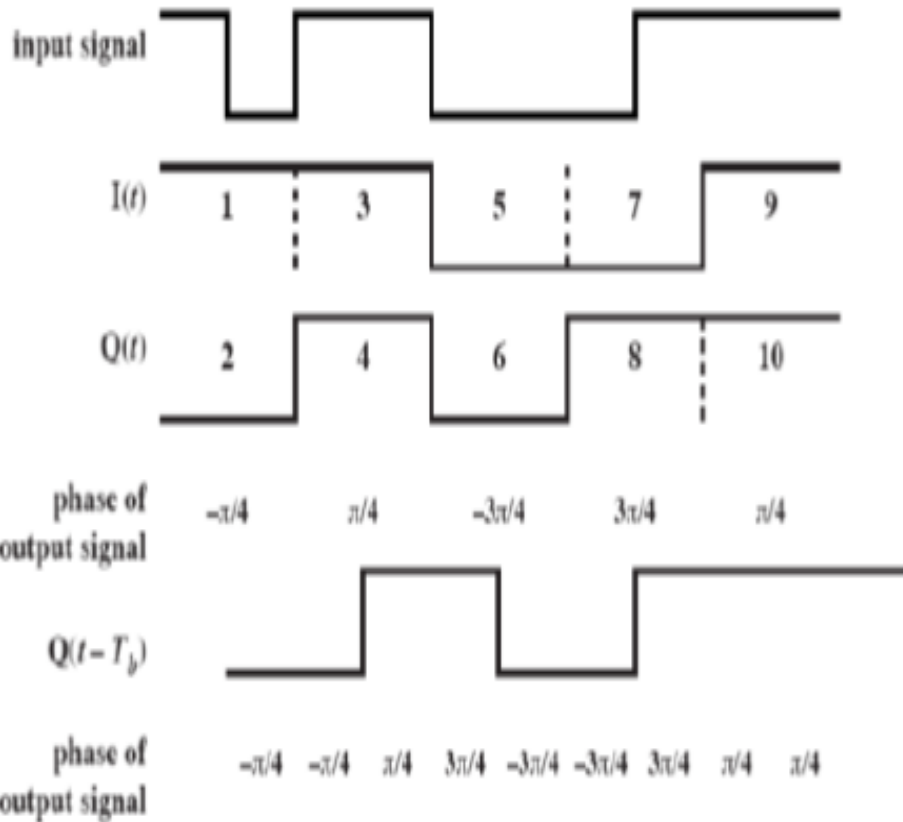 input signal
I(t)
1 3 5 7 9
Q(t)
2 4 6 8 10
phase of
output signal
–π/4 π/4 –3π/4 3π/4 π/4
Q(t – T_b)
phase of
output signal
–π/4 –π/4 π/4 3π/4 –3π/4 –3π/4 3π/4 π/4 π/4